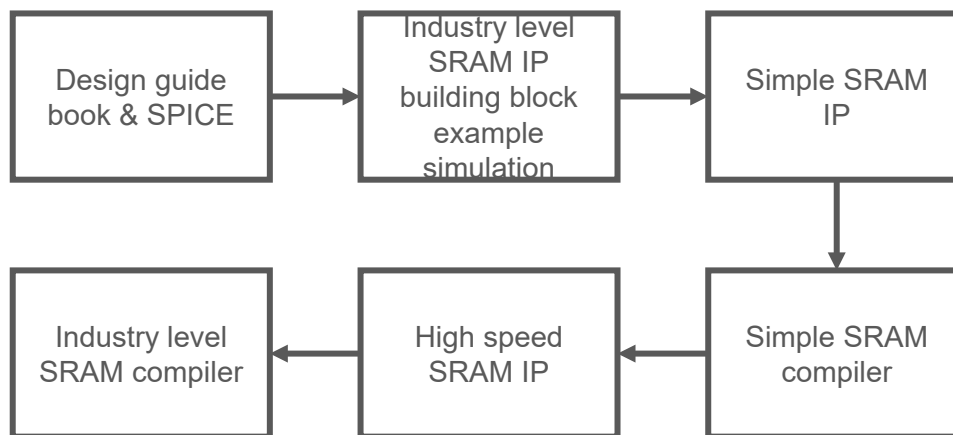 Design guide
book & SPICE
Industry level
SRAM IP
building block
example
simulation
Simple SRAM
IP
Simple SRAM
compiler
High speed
SRAM IP
Industry level
SRAM compiler